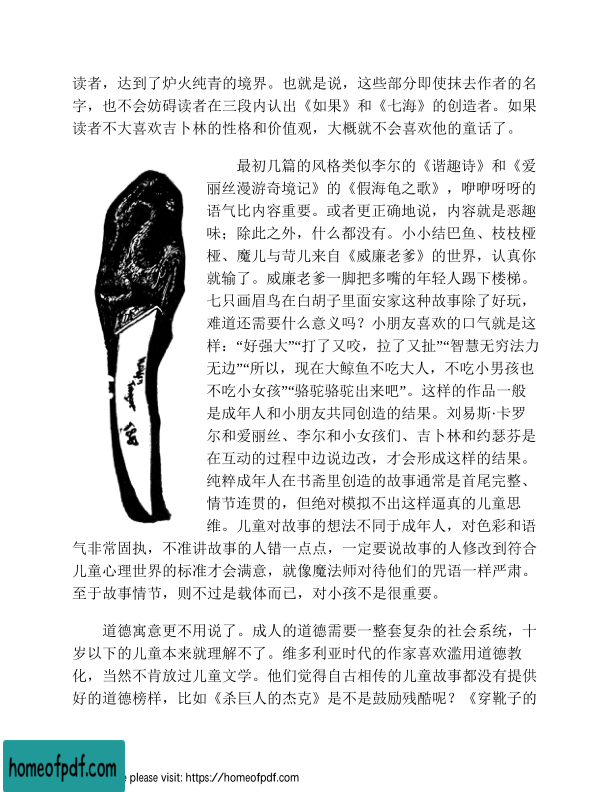 读者，达到了炉火纯青的境界。也就是说，这些部分即使抹去作者的名
字，也不会妨碍读者在三段内认出《如果》和《七海》的创造者。如果
读者不大喜欢吉卜林的性格和价值观，大概就不会喜欢他的童话了。
最初几篇的风格类似李尔的《谐趣诗》和《爱
丽丝漫游奇境记》的《假海龟之歌》，咿咿呀呀的
语气比内容重要。或者更正确地说，内容就是恶趣
味；除此之外，什么都没有。小小结巴鱼、枝枝桠
桠、魔儿与苛儿来自《威廉老爹》的世界，认真你
就输了。威廉老爹一脚把多嘴的年轻人踢下楼梯。
七只画眉鸟在白胡子里面安家这种故事除了好玩，
难道还需要什么意义吗？小朋友喜欢的口气就是这
样：“好强大”“打了又咬，拉了又扯”“智慧无穷法力
无边”“所以，现在大鲸鱼不吃大人，不吃小男孩也
不吃小女孩”“骆驼骆驼出来吧”。这样的作品一般
是成年人和小朋友共同创造的结果。刘易斯·卡罗
尔和爱丽丝、李尔和小女孩们、吉卜林和约瑟芬是
在互动的过程中边说边改，才会形成这样的结果。
纯粹成年人在书斋里创造的故事通常是首尾完整、
情节连贯的，但绝对模拟不出这样逼真的儿童思
维。儿童对故事的想法不同于成年人，对色彩和语
气非常固执，不准讲故事的人错一点点，一定要说故事的人修改到符合
儿童心理世界的标准才会满意，就像魔法师对待他们的咒语一样严肃。
至于故事情节，则不过是载体而已，对小孩不是很重要。
道德寓意更不用说了。成人的道德需要一整套复杂的社会系统，十
岁以下的儿童本来就理解不了。维多利亚时代的作家喜欢滥用道德教
化，当然不肯放过儿童文学。他们觉得自古相传的儿童故事都没有提供
好的道德榜样，比如《杀巨人的杰克》是不是鼓励残酷呢？《穿靴子的
homeofpdf.com
e please visit: https://homeofpdf.com